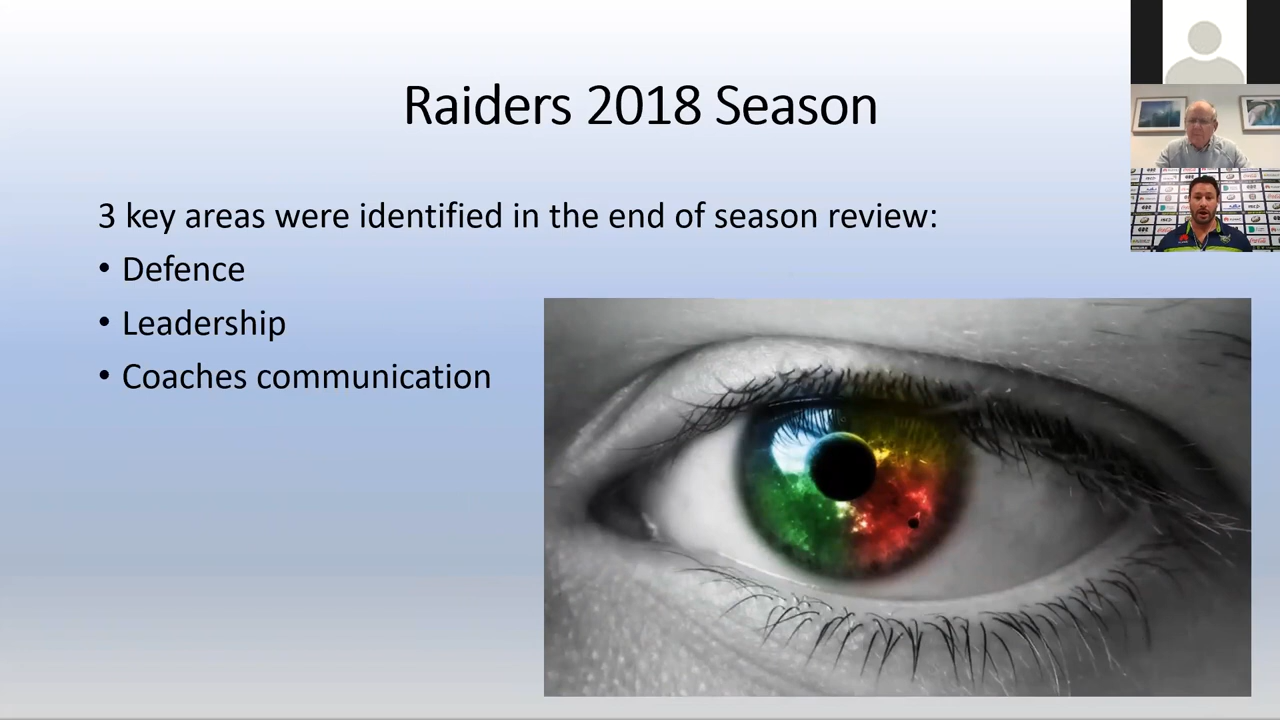 Raiders 2018 Season
3 key areas were identified in the end of season review:
• Defence
• Leadership
• Coaches communication